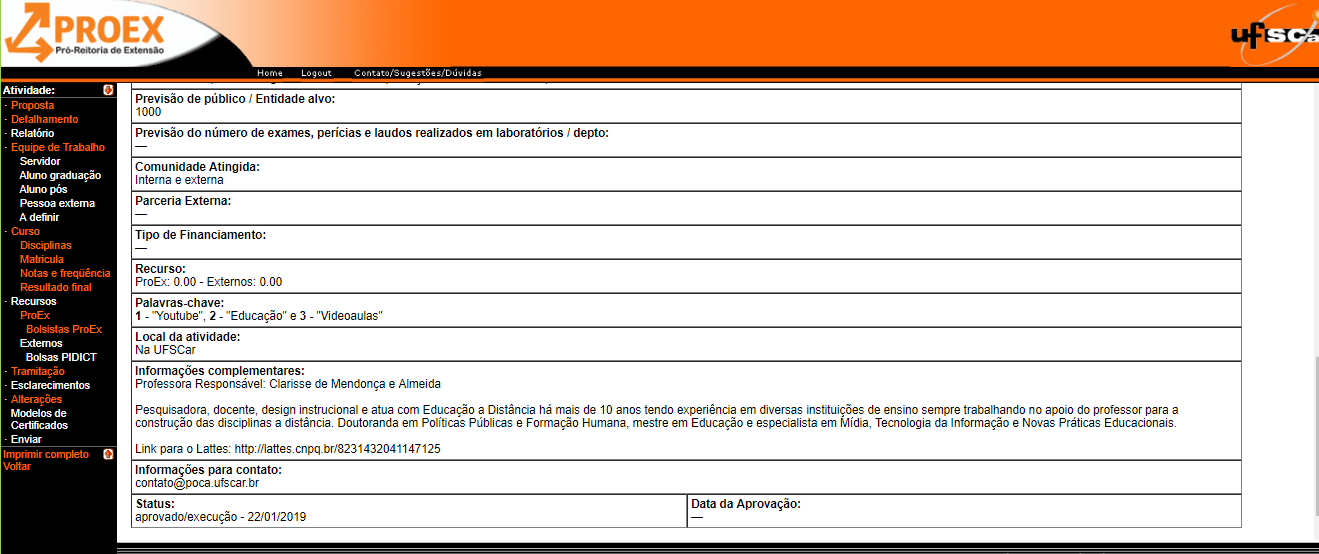 PROEX
Pró-Reitoria de Extensão
ufsca
Home Logout Contato/Sugestões/Dúvidas
Atividade:
· Proposta
· Detalhamento
· Relatório
· Equipe de Trabalho
Servidor
Aluno graduação
Aluno pós
Pessoa externa
A definir
· Curso
Disciplinas
Matricula
Notas e freqüência
Resultado final
· Recursos
ProEx
Bolsistas ProEx
Externos
Bolsas PIDICT
· Tramitação
· Esclarecimentos
· Alterações
Modelos de
Certificados
· Enviar
Imprimir completo
Voltar
Previsão de público / Entidade alvo:
1000
Previsão do número de exames, perícias e laudos realizados em laboratórios / depto:
—
Comunidade Atingida:
Interna e externa
Parceria Externa:
—
Tipo de Financiamento:
—
Recurso:
ProEx: 0.00 - Externos: 0.00
Palavras-chave:
1 - "Youtube", 2 - "Educação" e 3 - "Videoaulas"
Local da atividade:
Na UFSCar
Informações complementares:
Professora Responsável: Clarisse de Mendonça e Almeida
Pesquisadora, docente, design instrucional e atua com Educação a Distância há mais de 10 anos tendo experiência em diversas instituições de ensino sempre trabalhando no apoio do professor para a
construção das disciplinas a distância. Doutoranda em Políticas Públicas e Formação Humana, mestre em Educação e especialista em Mídia, Tecnologia da Informação e Novas Práticas Educacionais.
Link para o Lattes: http://lattes.cnpq.br/8231432041147125
Informações para contato:
contato@poca.ufscar.br
Status:
aprovado/execução - 22/01/2019
Data da Aprovação:
—